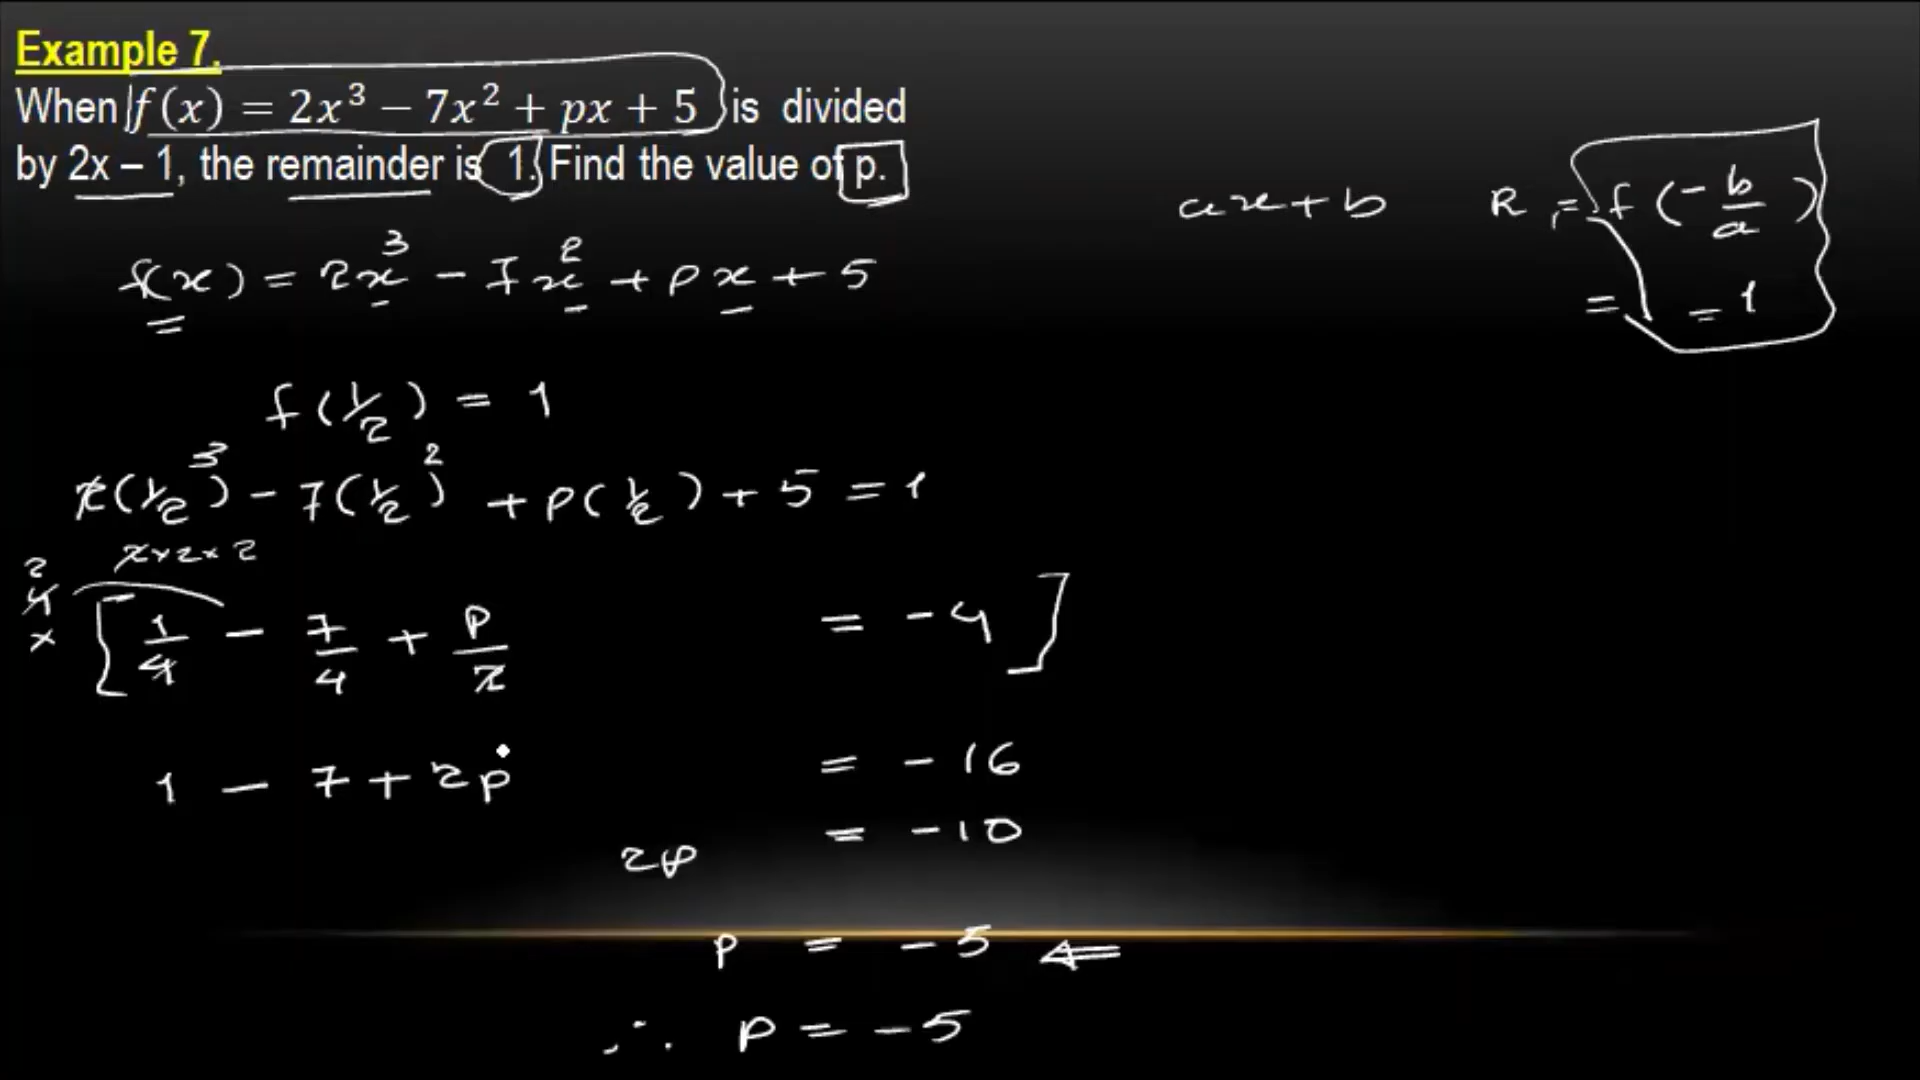 Example 7.
When f(x) = 2x³ − 7x² + px + 5 is divided
by 2x – 1, the remainder is 1. Find the value of p.
ax + b R = f(-b/a)
= = 1
f(x) = 2x³ - 7x² + px + 5
f(1/2) = 1
2(1/2)³ - 7(1/2)² + p(1/2) + 5 = 1
2×2×2
2
4 × [1/4 - 7/4 + p/2 = -4]
1 - 7 + 2p = -16
2p = -10
p = -5 ⇐
∴ p = -5